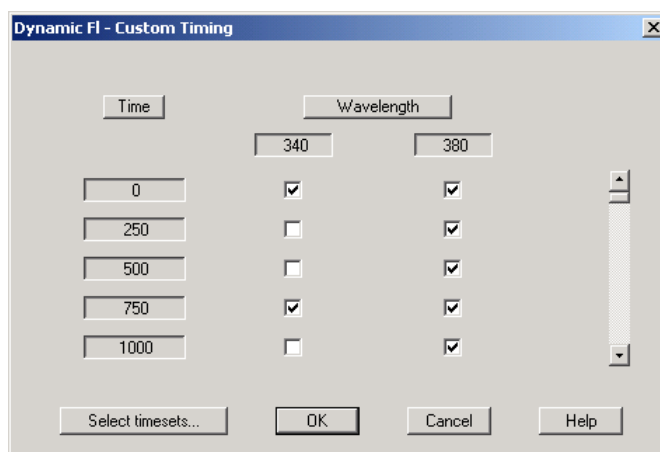 Dynamic Fl - Custom Timing
Time Wavelength
340 380
0
250
500
750
1000
Select timesets... OK Cancel Help